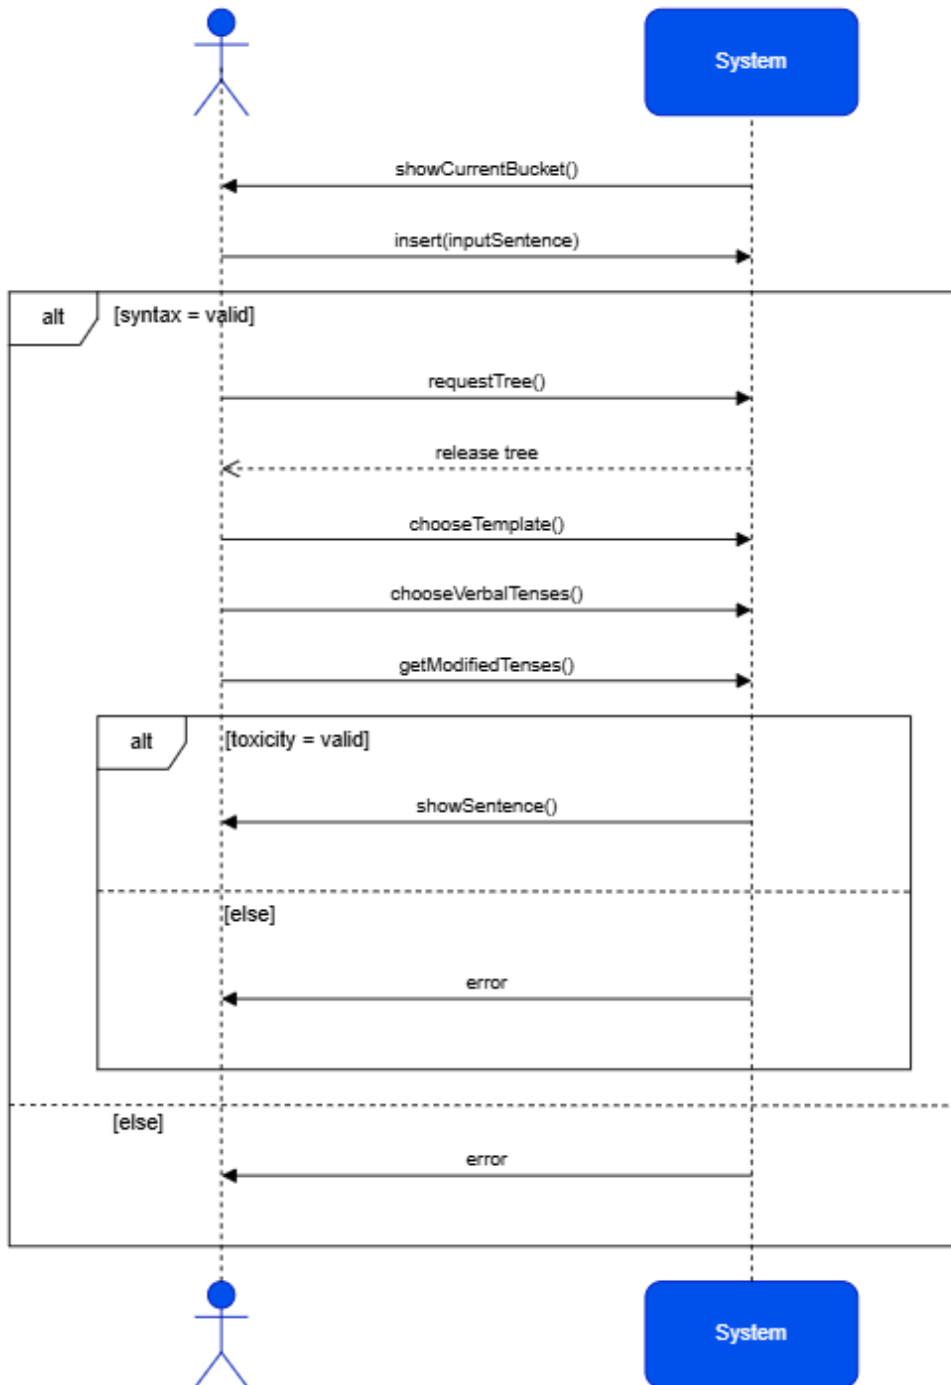 System
showCurrentBucket()
insert(inputSentence)
alt
[syntax = valid]
requestTree()
release tree
chooseTemplate()
chooseVerbalTenses()
getModifiedTenses()
alt
[toxicity = valid]
showSentence()
[else]
error
[else]
error
System